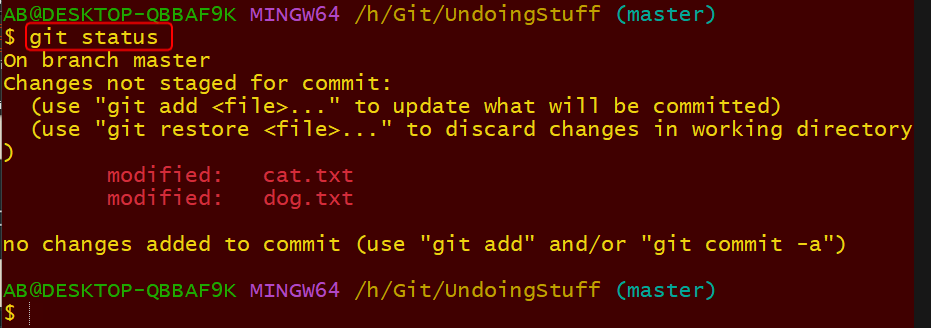 AB@DESKTOP-QBBAF9K MINGW64 /h/Git/UndoingStuff (master)
$ git status
On branch master
Changes not staged for commit:
  (use "git add <file>..." to update what will be committed)
  (use "git restore <file>..." to discard changes in working directory
)
        modified:   cat.txt
        modified:   dog.txt

no changes added to commit (use "git add" and/or "git commit -a")

AB@DESKTOP-QBBAF9K MINGW64 /h/Git/UndoingStuff (master)
$